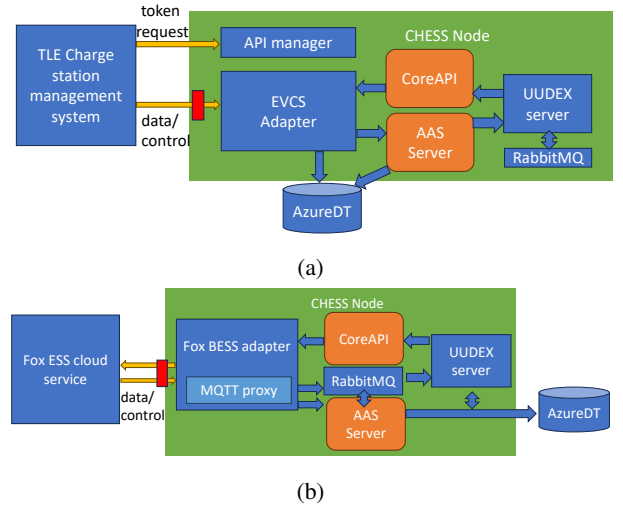 token
request
CHESS Node
TLE Charge
station
management
system
API manager
CoreAPI
EVCS
Adapter
UUDEX
server
data/
control
AAS
Server
RabbitMQ
AzureDT
(a)
CHESS Node
Fox ESS cloud
service
Fox BESS adapter
CoreAPI
UUDEX
server
MQTT proxy
RabbitMQ
data/
control
AAS
Server
AzureDT
(b)